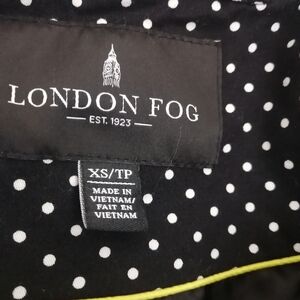 LONDON FOG
EST. 1923
XS/TP
MADE IN
VIETNAM/
FAIT EN
VIETNAM